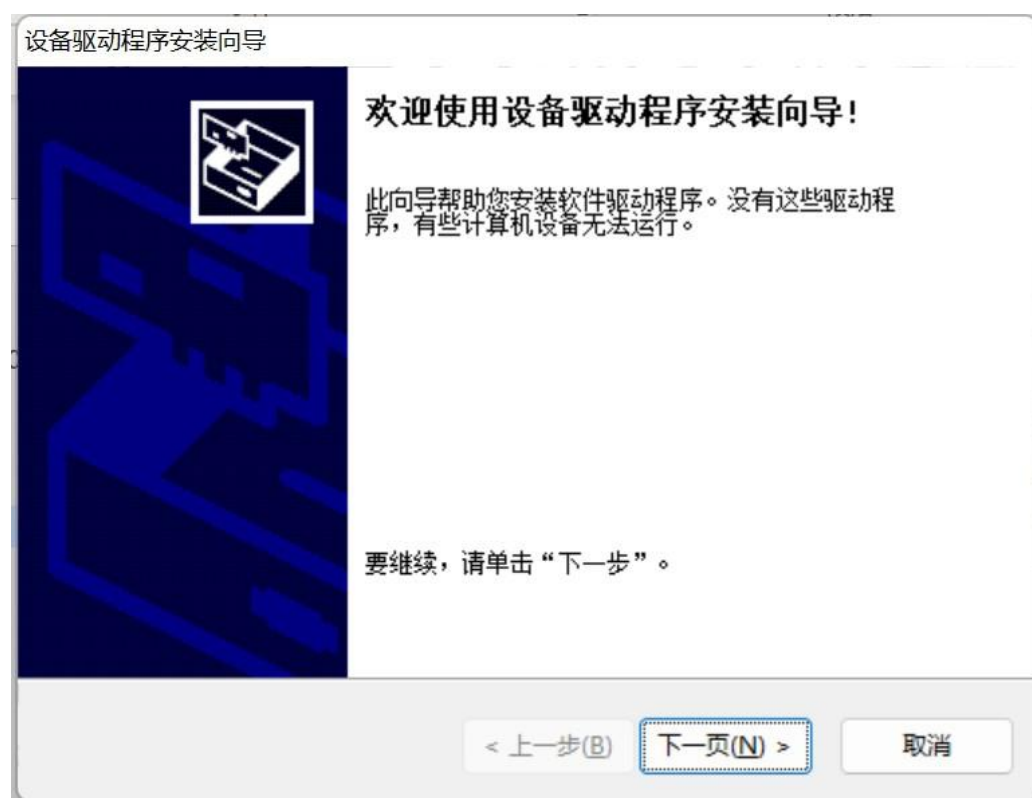 设备驱动程序安装向导
欢迎使用设备驱动程序安装向导!
此向导帮助您安装软件驱动程序。没有这些驱动程
序，有些计算机设备无法运行。
要继续，请单击“下一步”。
< 上一步(B)
下一页(N) >
取消